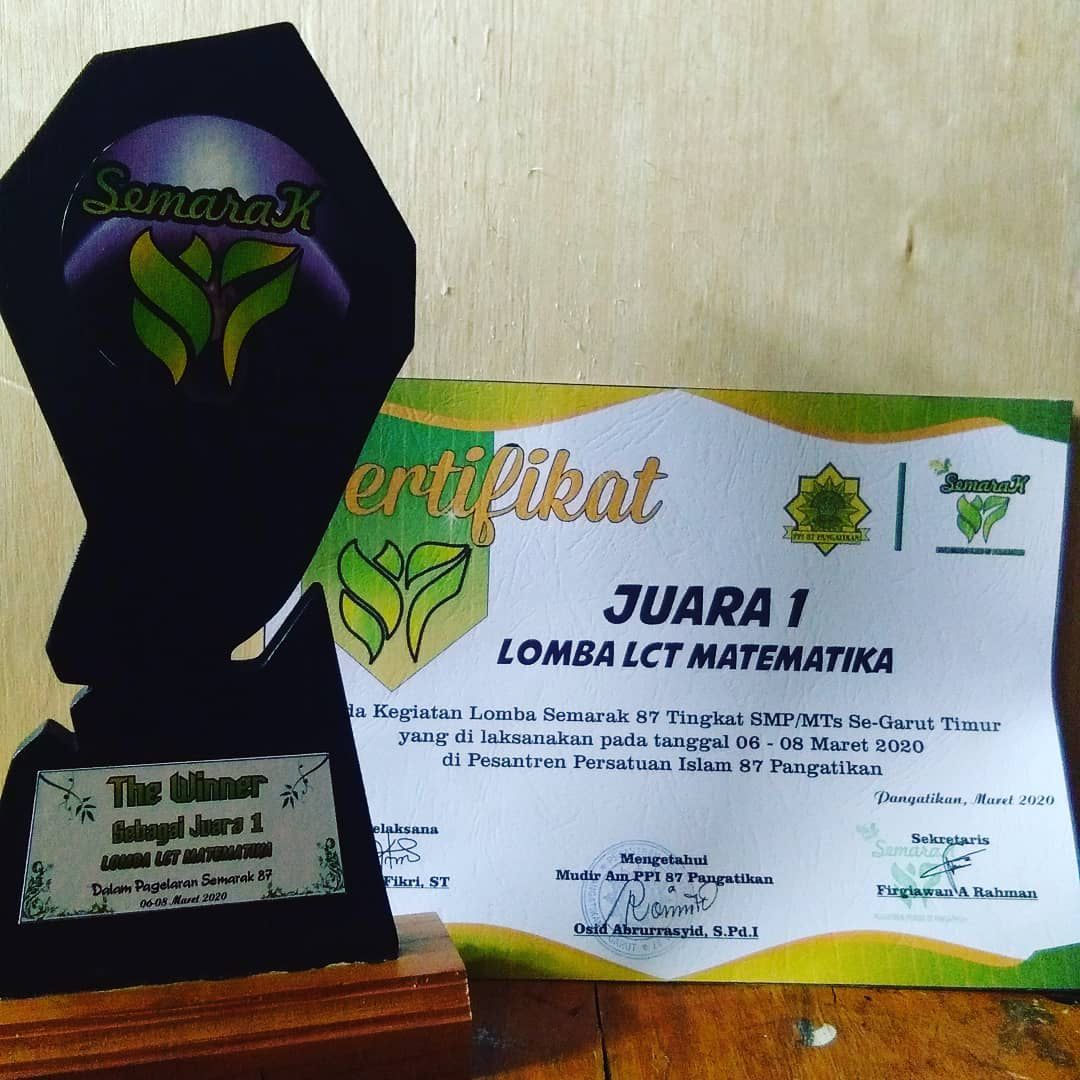 SemaraK
87
The Winner
Sebagai Juara 1
LOMBA LCT MATEMATIKA
Dalam Pagelaran Semarak 87
06-08 Maret 2020
ertifikat
87
PPI 87 PANGATIKAN
SemaraK
87
JUARA 1
LOMBA LCT MATEMATIKA
da Kegiatan Lomba Semarak 87 Tingkat SMP/MTs Se-Garut Timur
yang di laksanakan pada tanggal 06 - 08 Maret 2020
di Pesantren Persatuan Islam 87 Pangatikan
Pangatikan, Maret 2020
elaksana
Fikri, ST
Mengetahui
Mudir Am PPI 87 Pangatikan
Osid Abrurrasyid, S.Pd.I
Sekretaris
Firgiawan A Rahman